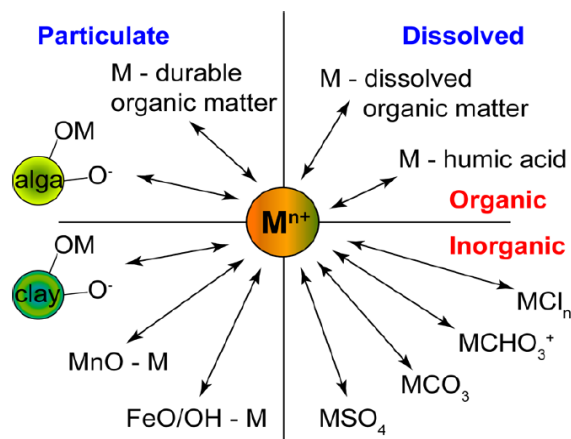 Particulate
Dissolved
M - durable
organic matter
M - dissolved
organic matter
OM
alga
O⁻
M - humic acid
Organic
Mⁿ⁺
Inorganic
OM
clay
O⁻
MClₙ
MCHO₃⁺
MnO - M
MCO₃
FeO/OH - M
MSO₄